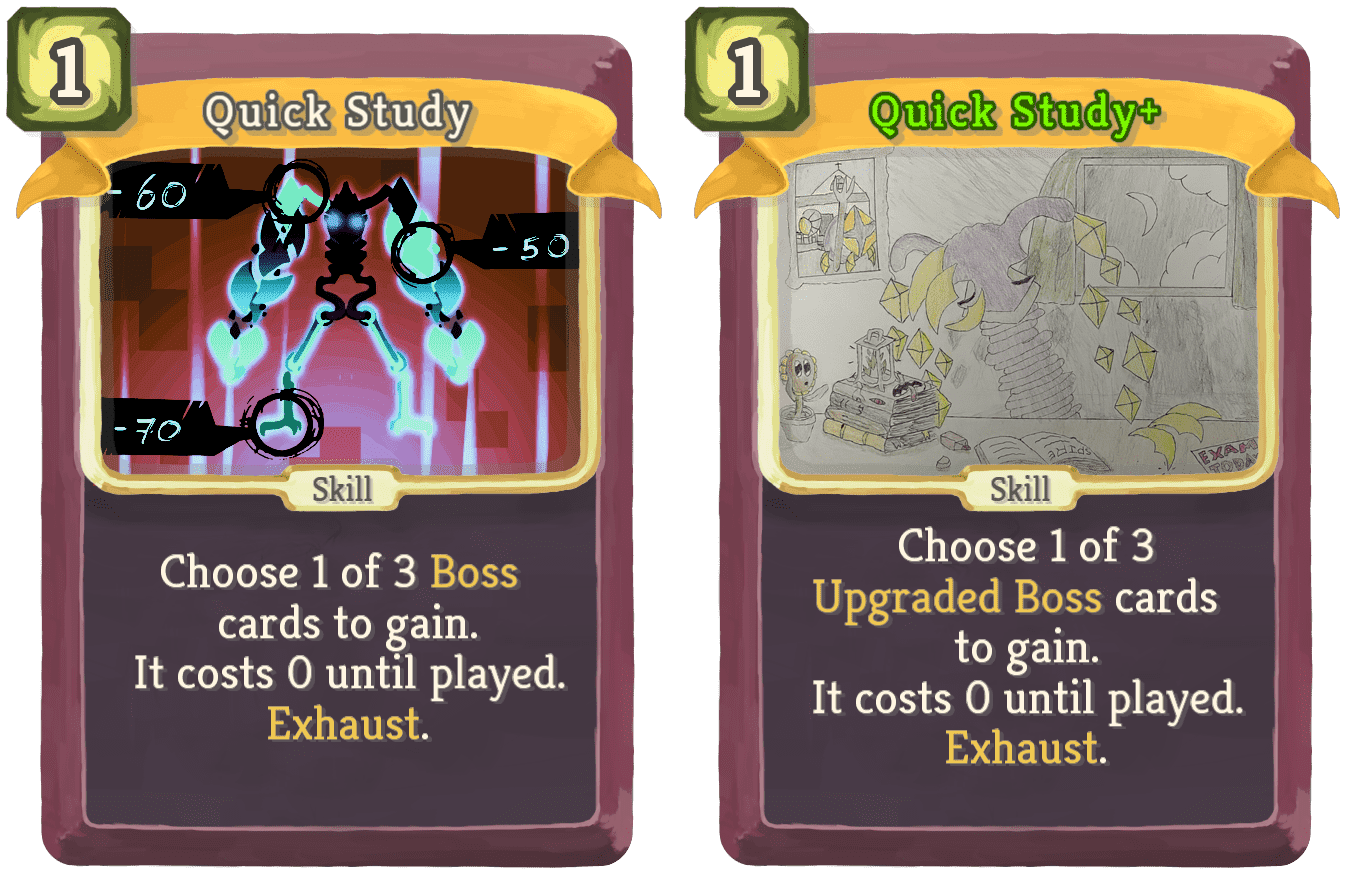 1
Quick Study
-60
-50
-70
Skill
Choose 1 of 3 Boss
cards to gain.
It costs 0 until played.
Exhaust.
1
Quick Study+
EXAM
Skill
Choose 1 of 3
Upgraded Boss cards
to gain.
It costs 0 until played.
Exhaust.